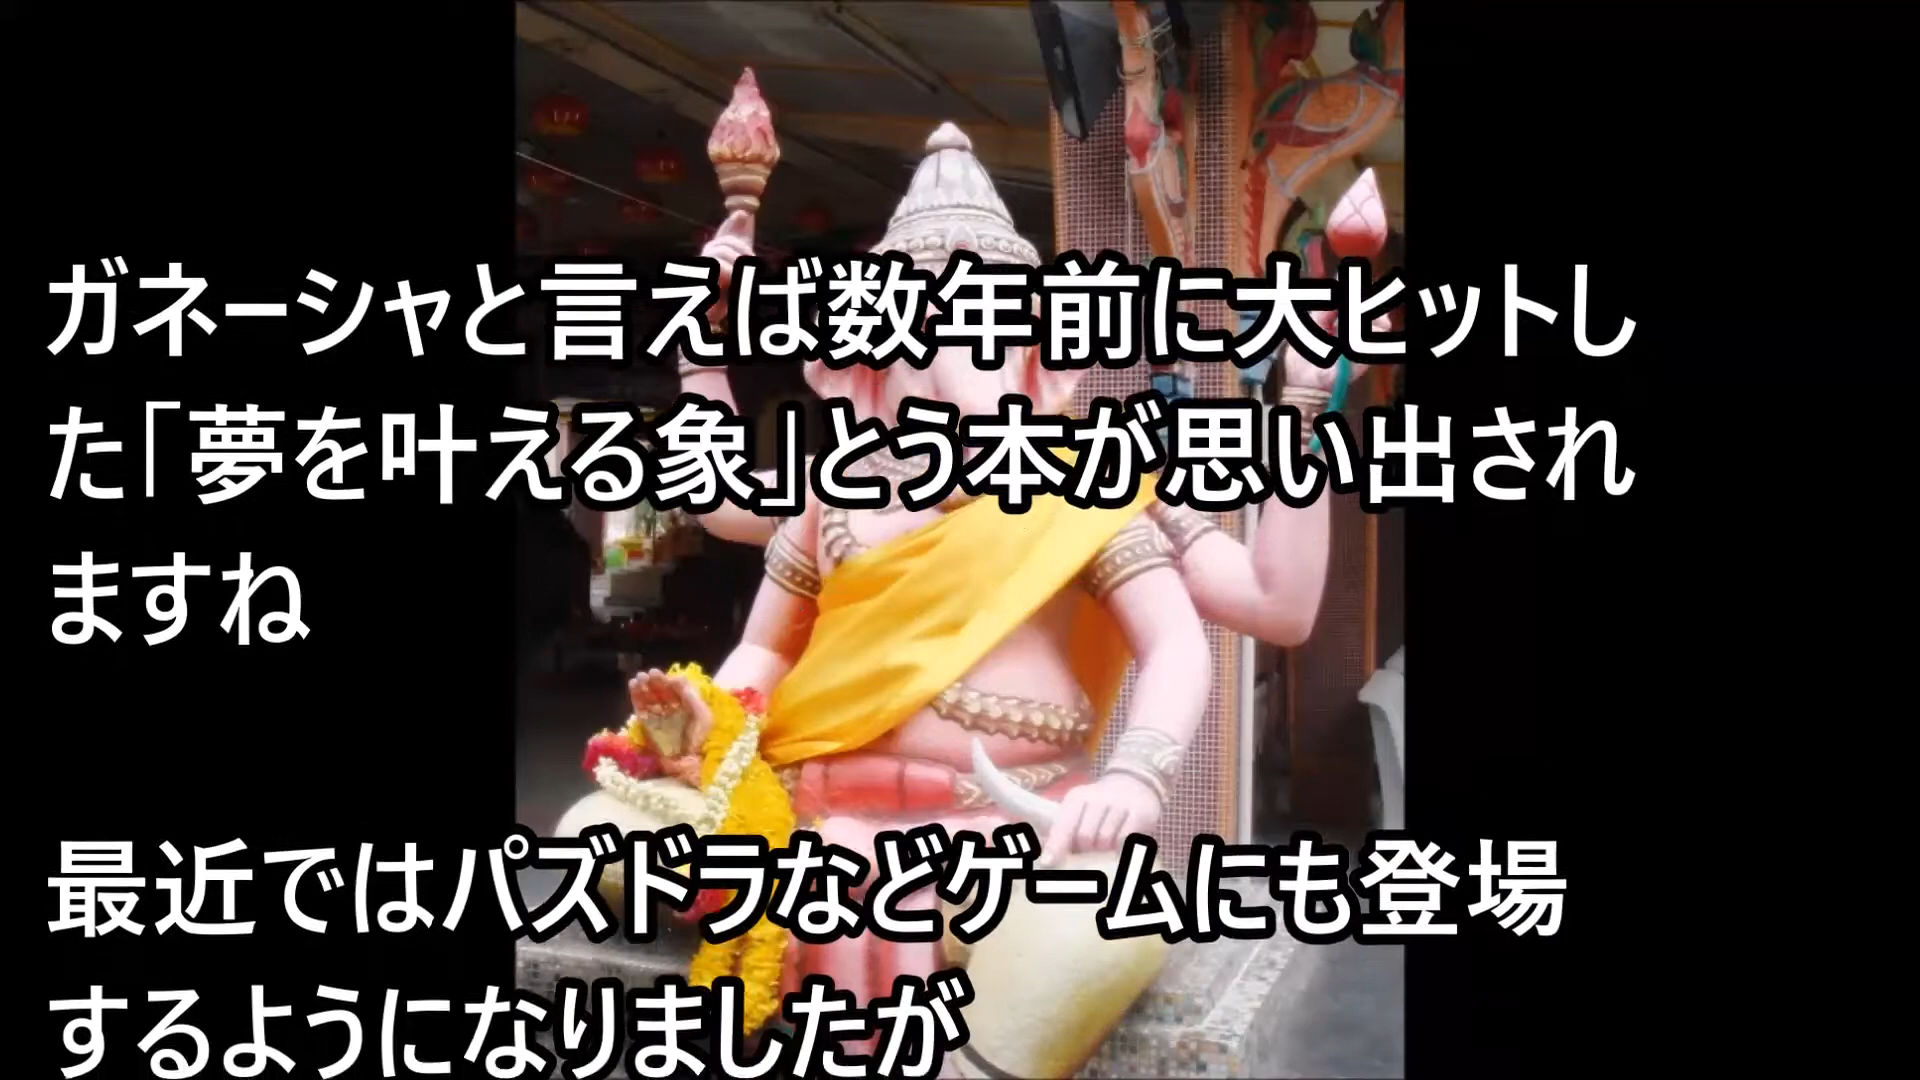 ガネーシャと言えば数年前に大ヒットし
た「夢を叶える象」とう本が思い出され
ますね
最近ではパズドラなどゲームにも登場
するようになりましたが